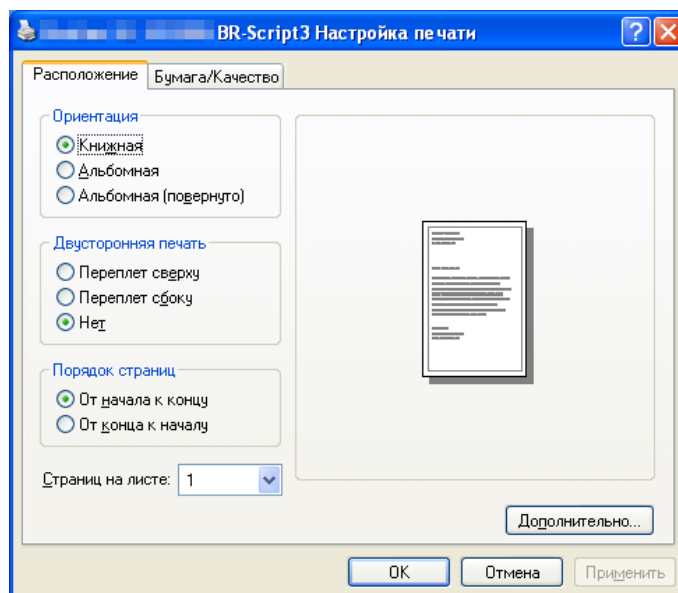 BR-Script3 Настройка печати
Расположение
Бумага/Качество
Ориентация
Книжная
Альбомная
Альбомная (повернуто)
Двусторонняя печать
Переплет сверху
Переплет сбоку
Нет
Порядок страниц
От начала к концу
От конца к началу
Страниц на листе: 1
Дополнительно...
ОК
Отмена
Применить